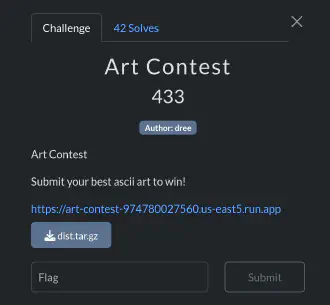 Challenge
42 Solves
Art Contest
433
Author: dree
Art Contest
Submit your best ascii art to win!
https://art-contest-974780027560.us-east5.run.app
dist.tar.gz
Flag
Submit